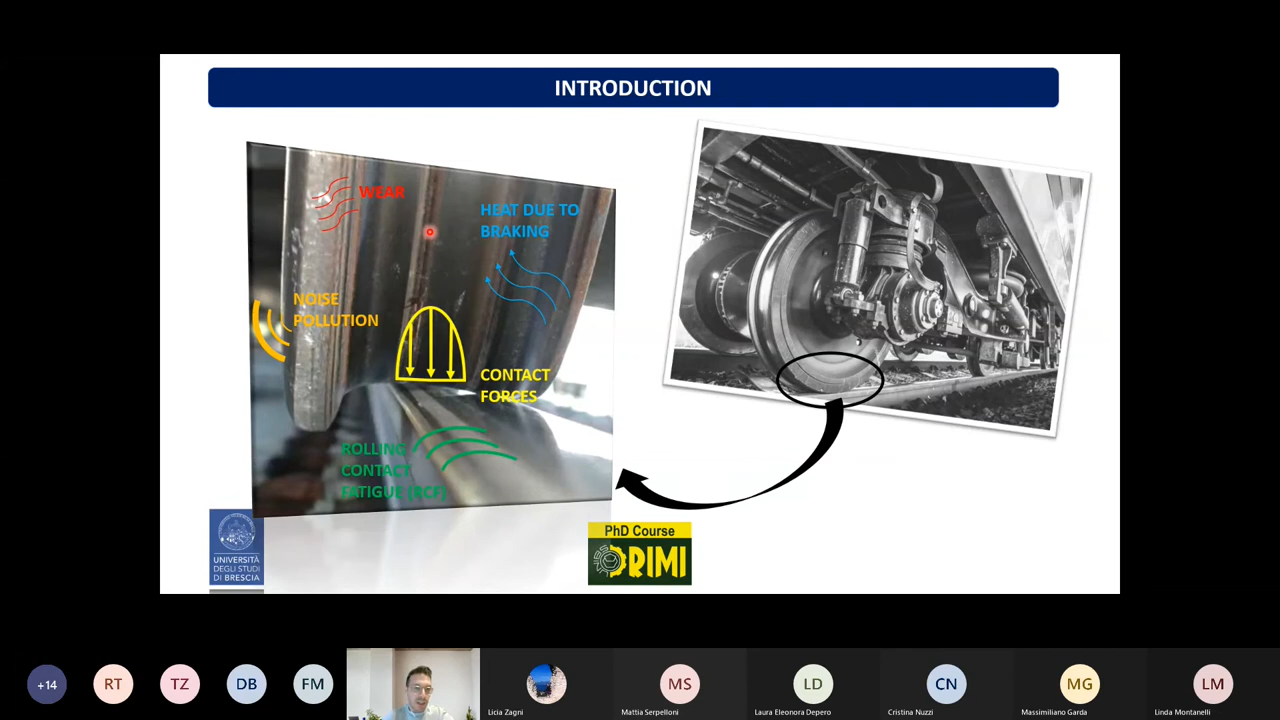 INTRODUCTION
WEAR
HEAT DUE TO
BRAKING
NOISE
POLLUTION
CONTACT
FORCES
ROLLING
CONTACT
FATIGUE (RCF)
UNIVERSITÀ
DEGLI STUDI
DI BRESCIA
PhD Course
DRIMI
+14
RT
TZ
DB
FM
Licia Zagni
MS
Mattia Serpelloni
LD
Laura Eleonora Depero
CN
Cristina Nuzzi
MG
Massimiliano Garda
LM
Linda Montanelli